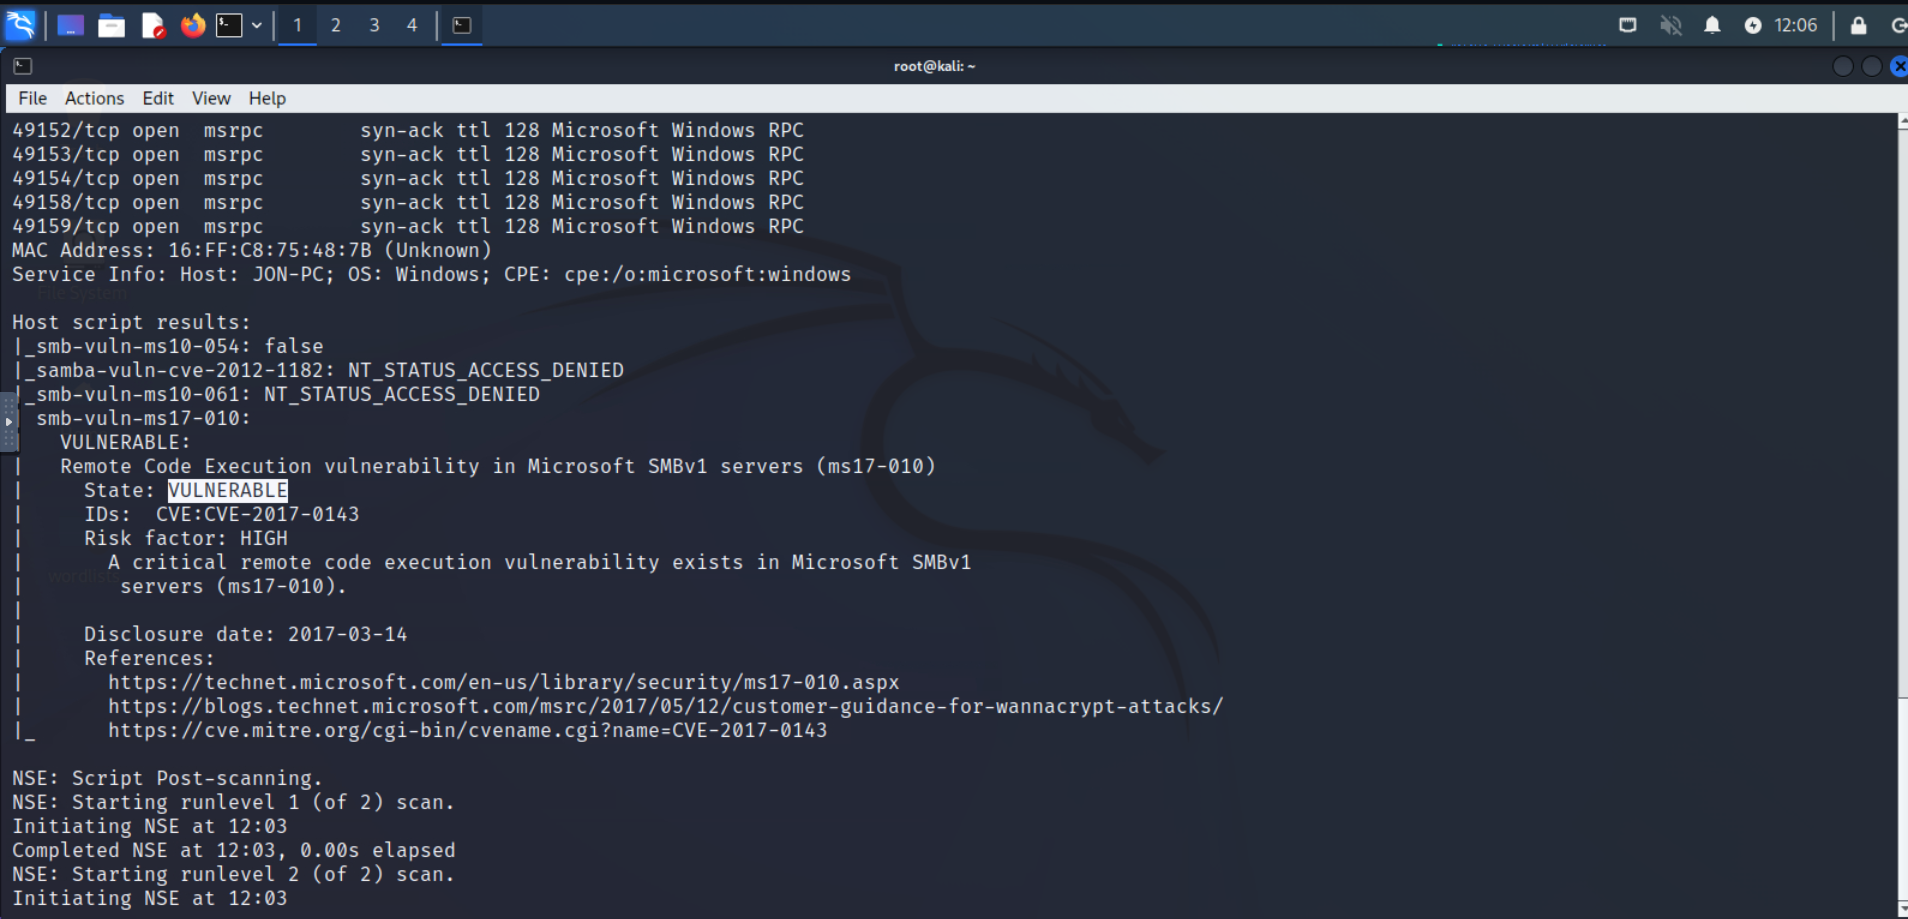 1 2 3 4 12:06
root@kali: ~
File Actions Edit View Help
49152/tcp open  msrpc        syn-ack ttl 128 Microsoft Windows RPC
49153/tcp open  msrpc        syn-ack ttl 128 Microsoft Windows RPC
49154/tcp open  msrpc        syn-ack ttl 128 Microsoft Windows RPC
49158/tcp open  msrpc        syn-ack ttl 128 Microsoft Windows RPC
49159/tcp open  msrpc        syn-ack ttl 128 Microsoft Windows RPC
MAC Address: 16:FF:C8:75:48:7B (Unknown)
Service Info: Host: JON-PC; OS: Windows; CPE: cpe:/o:microsoft:windows
File System
Host script results:
|_smb-vuln-ms10-054: false
|_samba-vuln-cve-2012-1182: NT_STATUS_ACCESS_DENIED
|_smb-vuln-ms10-061: NT_STATUS_ACCESS_DENIED
smb-vuln-ms17-010:
VULNERABLE:
|   Remote Code Execution vulnerability in Microsoft SMBv1 servers (ms17-010)
|     State: VULNERABLE
|     IDs:  CVE:CVE-2017-0143
|     Risk factor: HIGH
|       A critical remote code execution vulnerability exists in Microsoft SMBv1
wordlists
|        servers (ms17-010).
|
|     Disclosure date: 2017-03-14
|     References:
|       https://technet.microsoft.com/en-us/library/security/ms17-010.aspx
|       https://blogs.technet.microsoft.com/msrc/2017/05/12/customer-guidance-for-wannacrypt-attacks/
|_      https://cve.mitre.org/cgi-bin/cvename.cgi?name=CVE-2017-0143
NSE: Script Post-scanning.
NSE: Starting runlevel 1 (of 2) scan.
Initiating NSE at 12:03
Completed NSE at 12:03, 0.00s elapsed
NSE: Starting runlevel 2 (of 2) scan.
Initiating NSE at 12:03